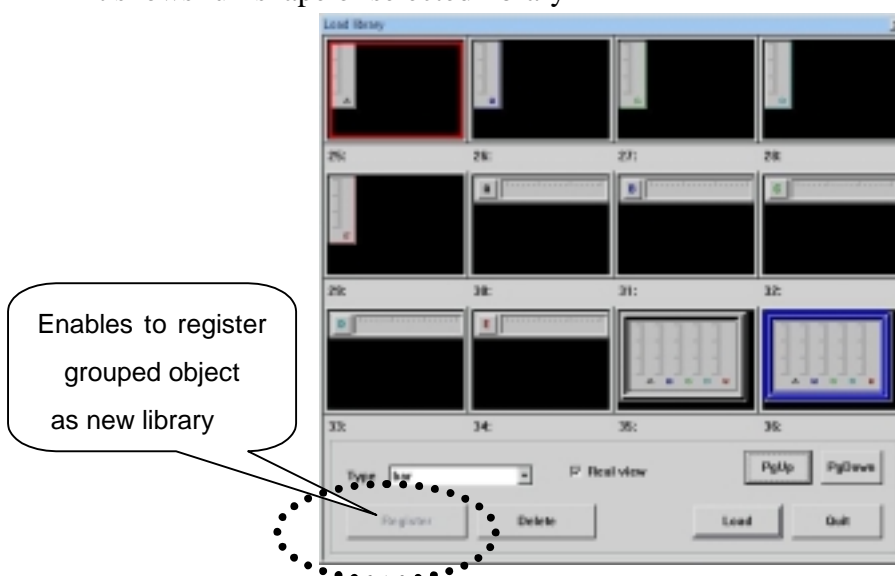 Load library
25:
26:
27:
28:
A
29:
30:
31:
32:
A
B
C
33:
34:
35:
36:
D
E
Enables to register
grouped object
as new library
Type bar
Real view
PgUp
PgDown
Register
Delete
Load
Quit